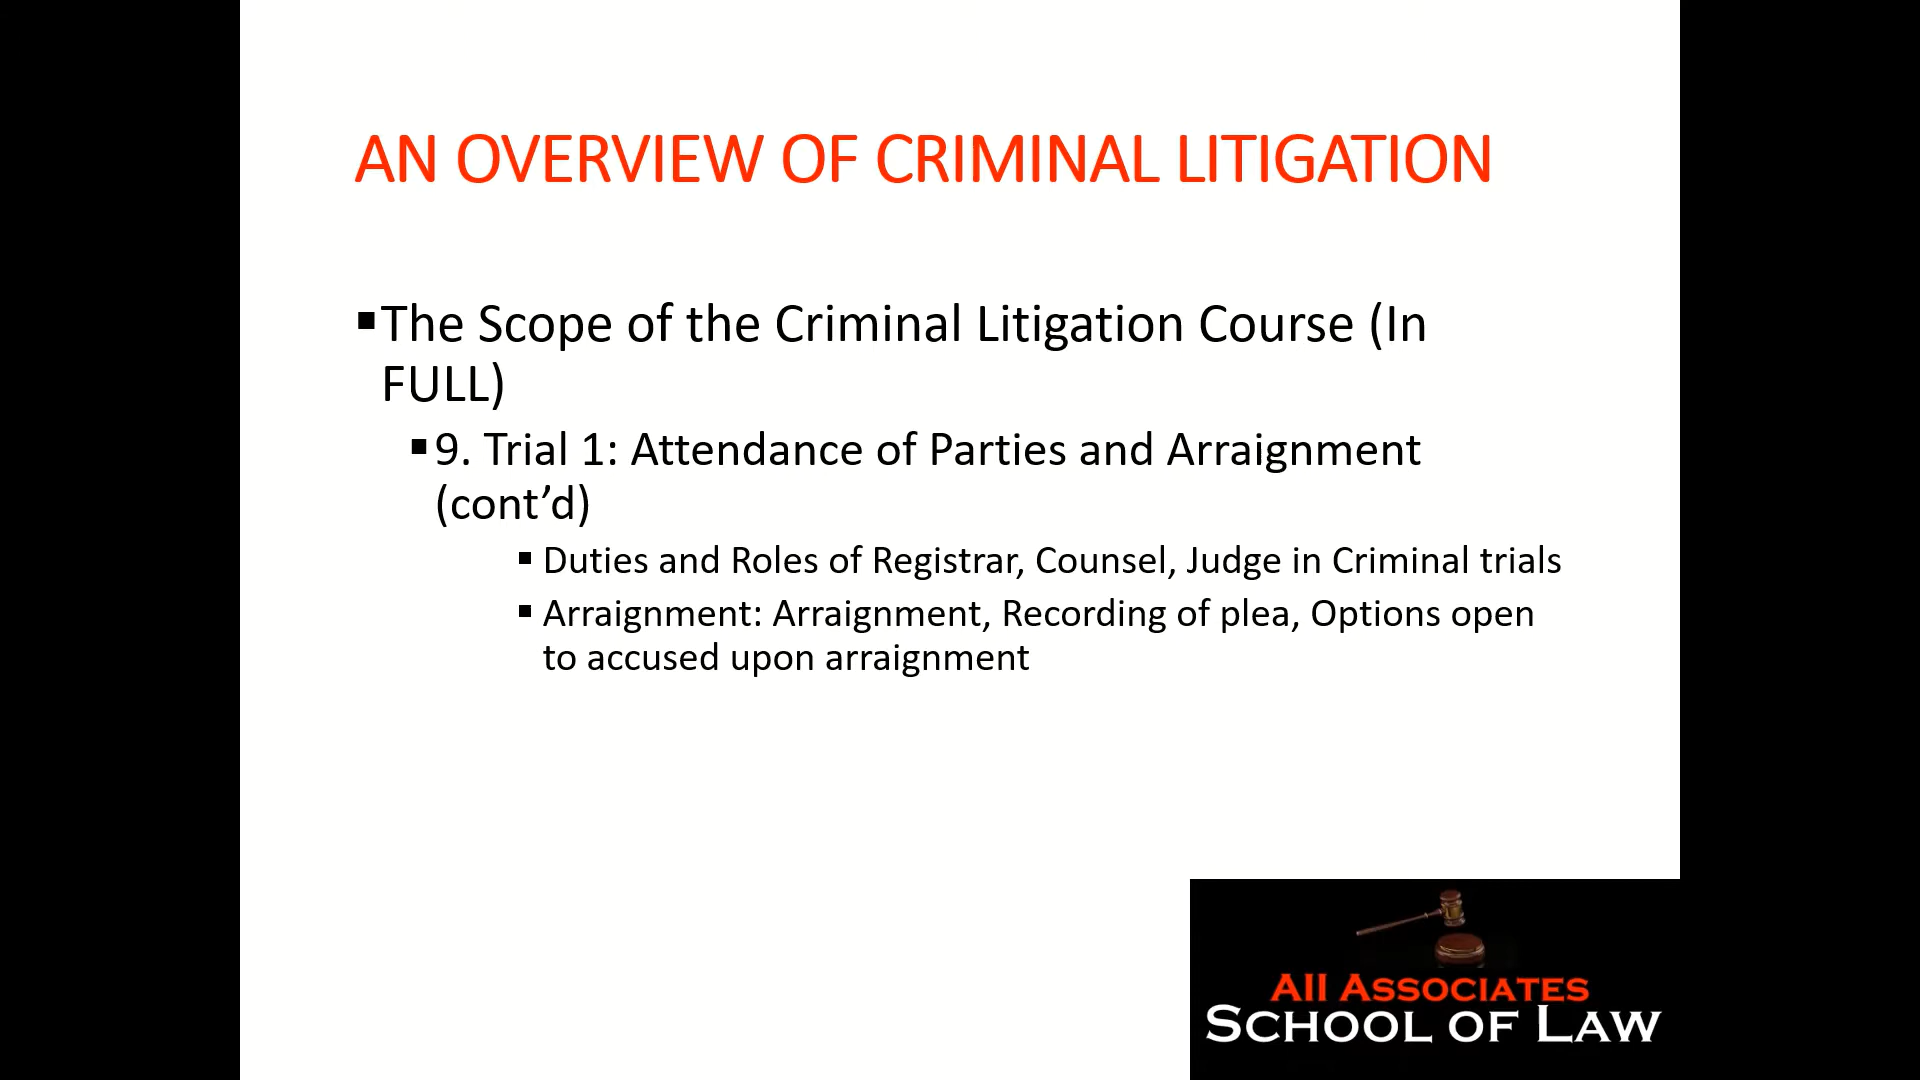 AN OVERVIEW OF CRIMINAL LITIGATION
▪The Scope of the Criminal Litigation Course (In
FULL)
▪9. Trial 1: Attendance of Parties and Arraignment
(cont’d)
▪ Duties and Roles of Registrar, Counsel, Judge in Criminal trials
▪ Arraignment: Arraignment, Recording of plea, Options open
to accused upon arraignment
All Associates
School of Law